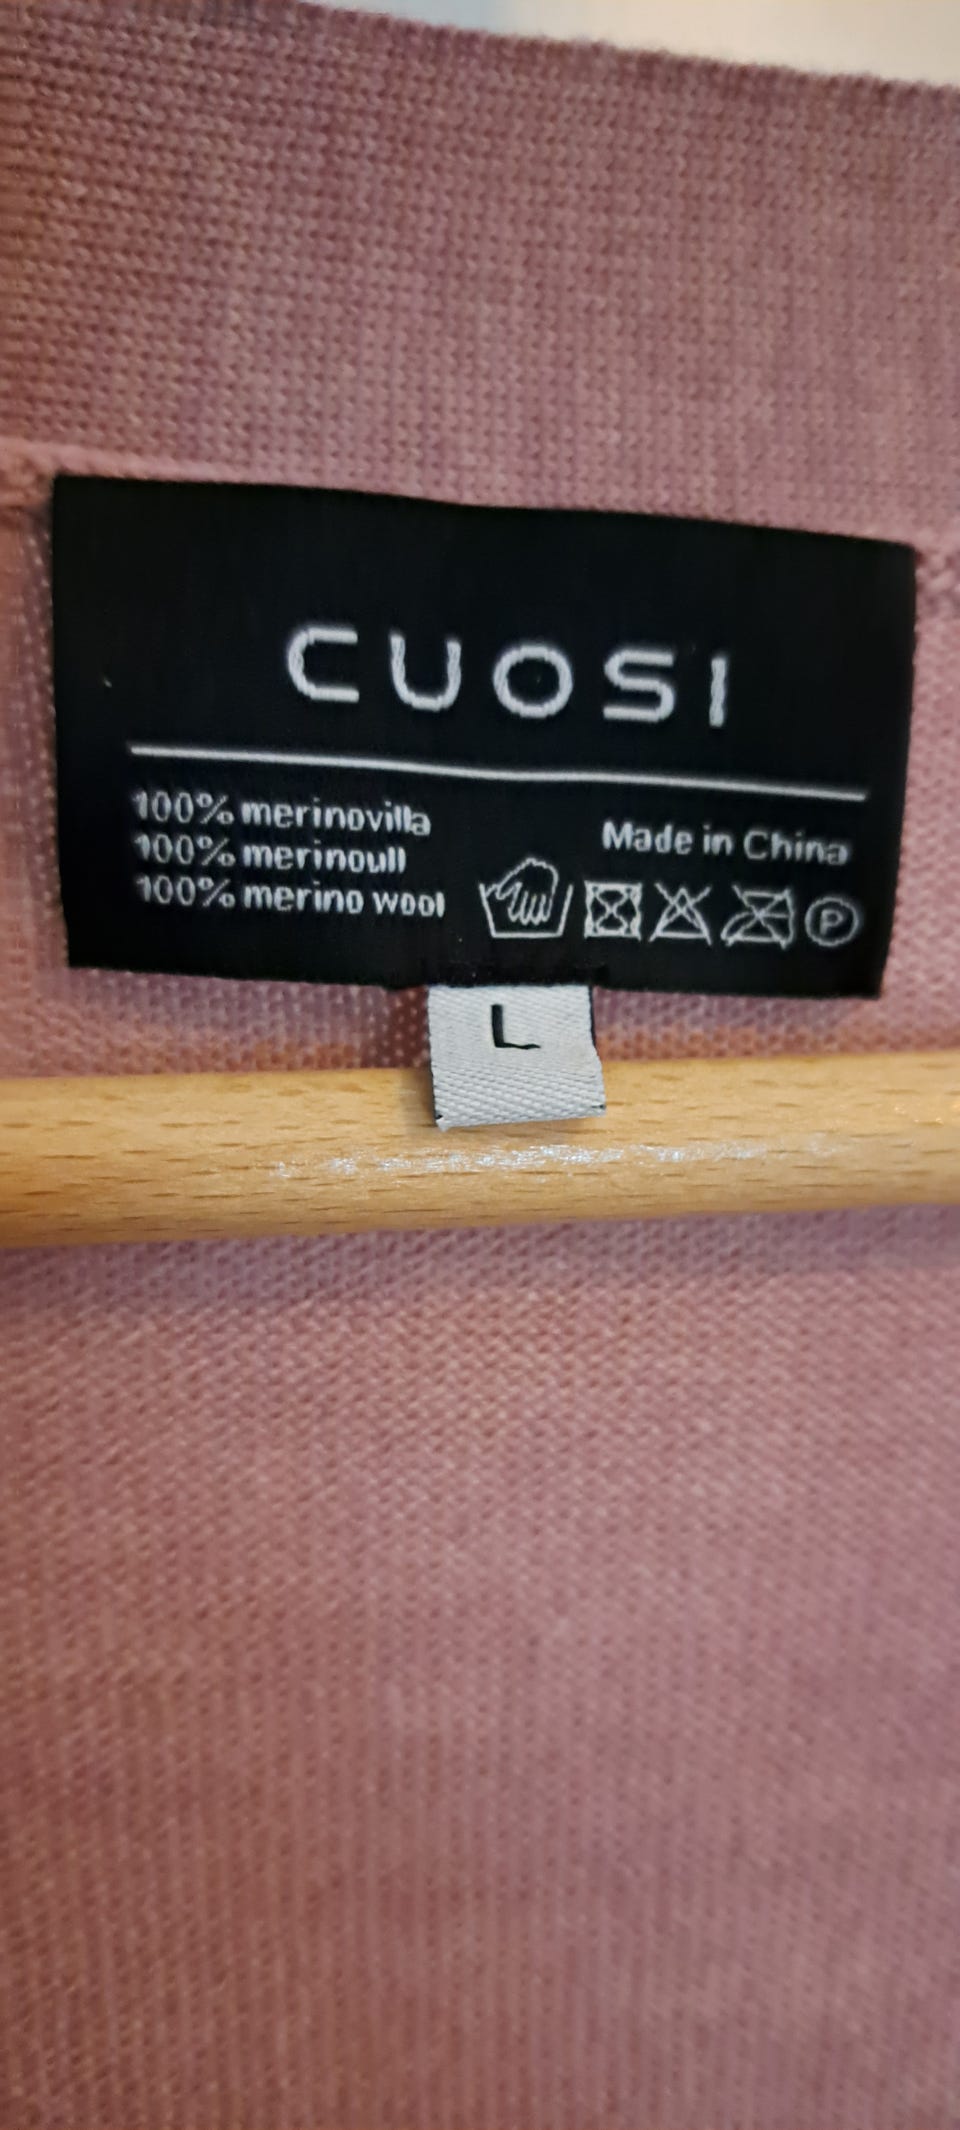 CUOSI
100% merinovilla
100% merinoull
100% merino wool
Made in China
P
L